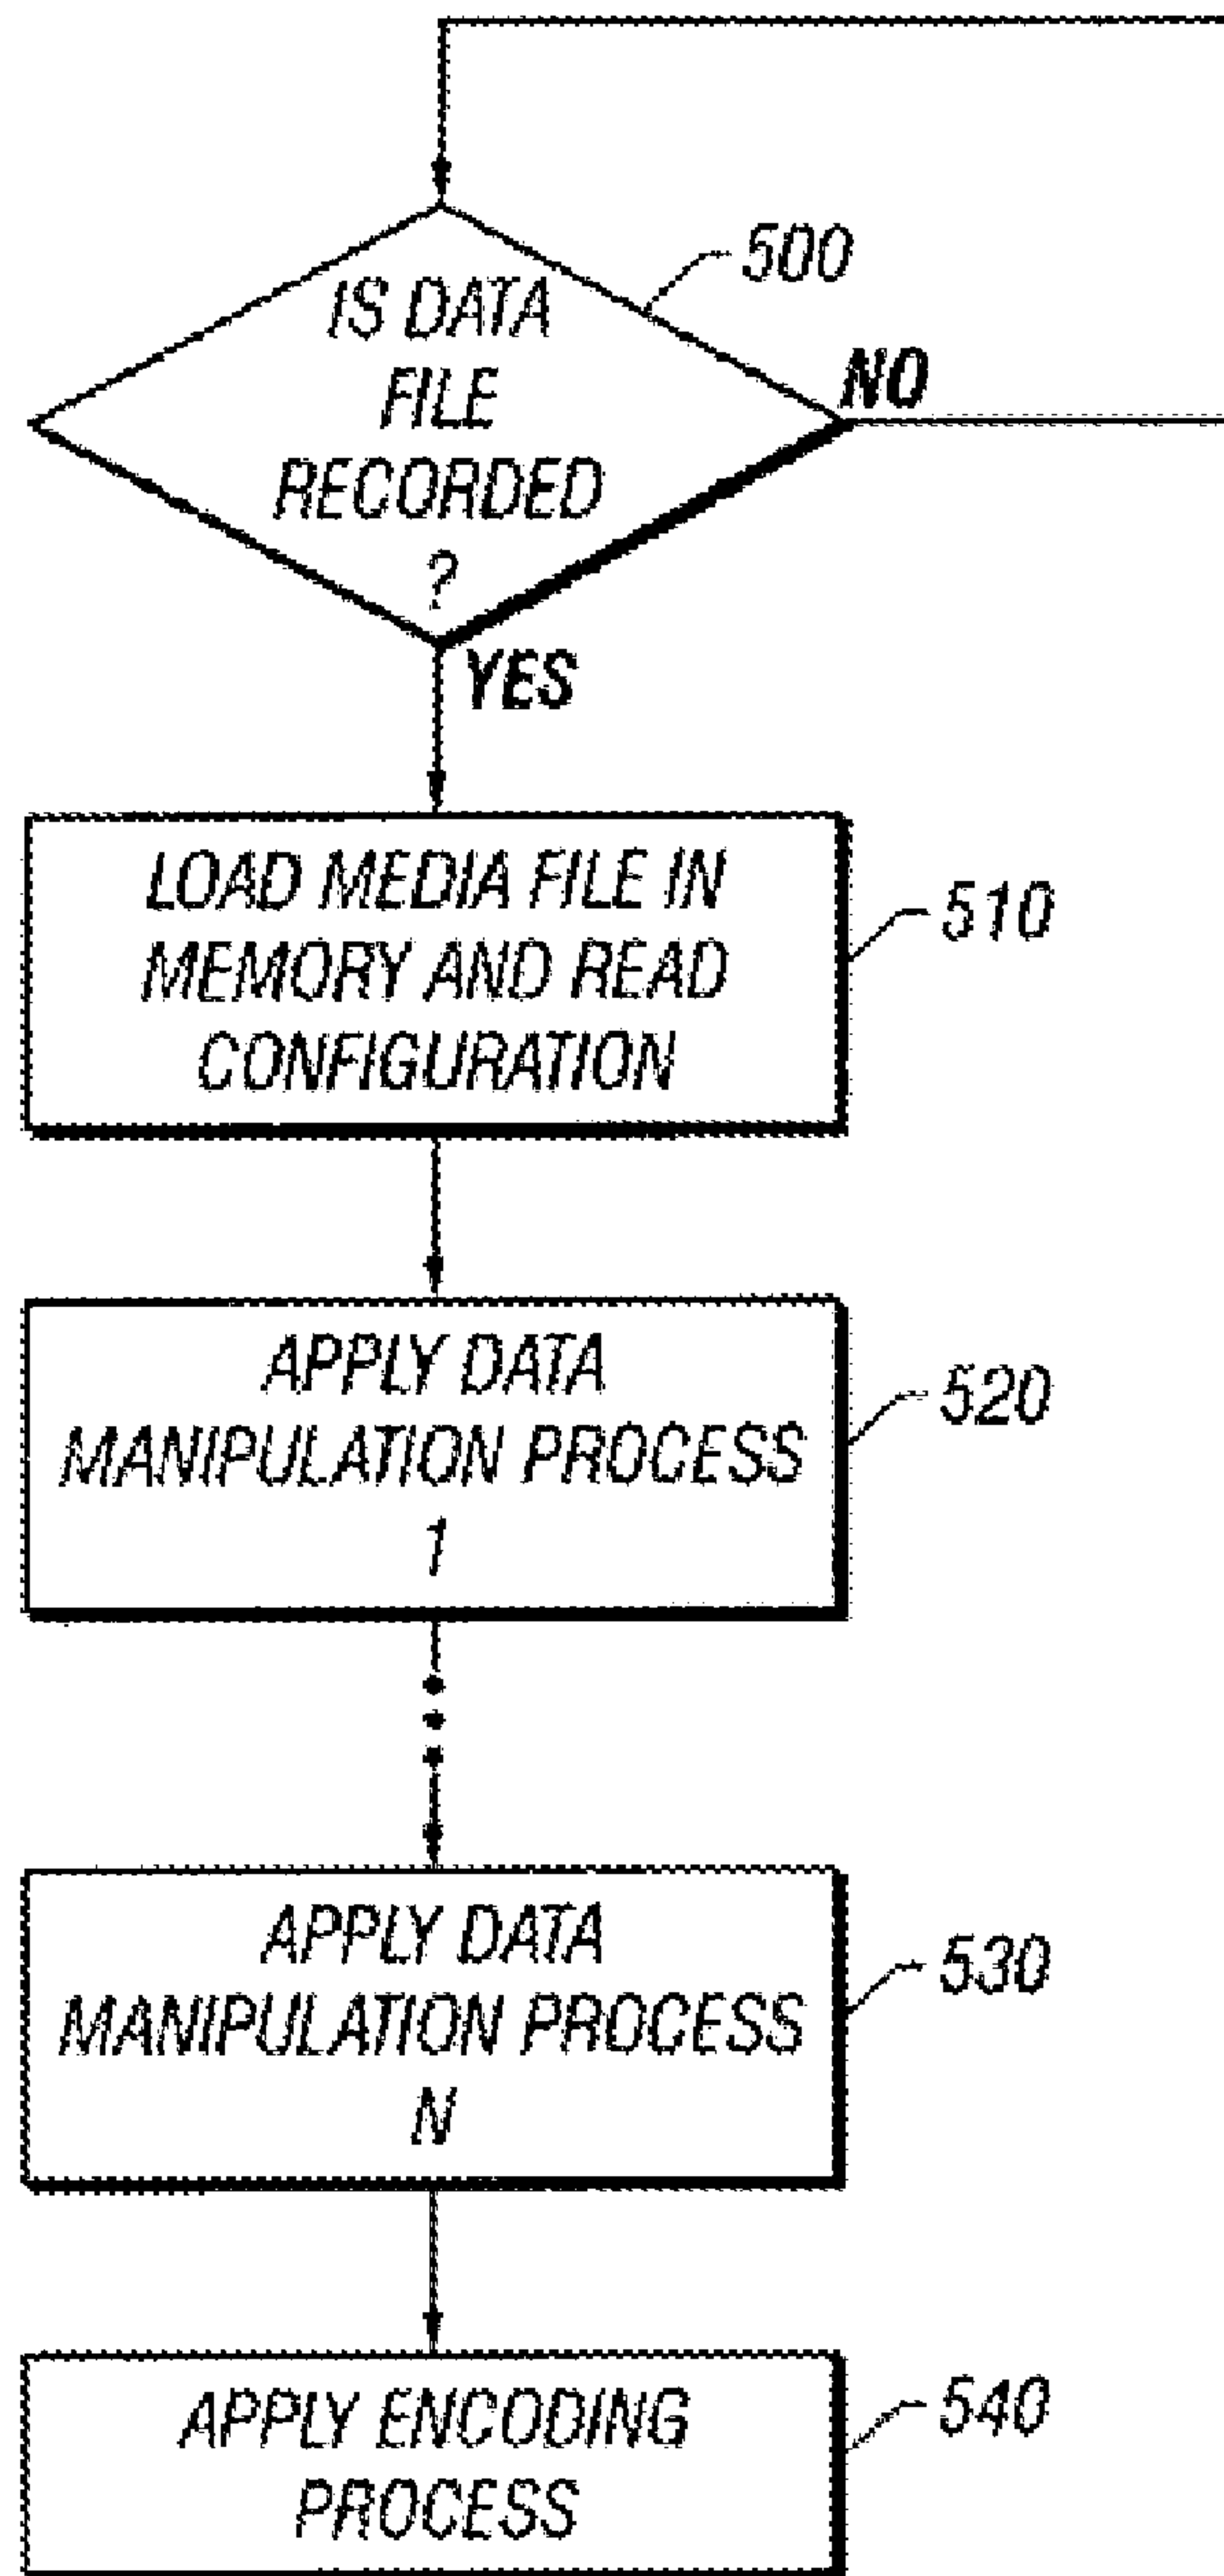 IS DATA
FILE
RECORDED
?
500
NO
YES
LOAD MEDIA FILE IN
MEMORY AND READ
CONFIGURATION
510
APPLY DATA
MANIPULATION PROCESS
1
520
APPLY DATA
MANIPULATION PROCESS
N
530
APPLY ENCODING
PROCESS
540